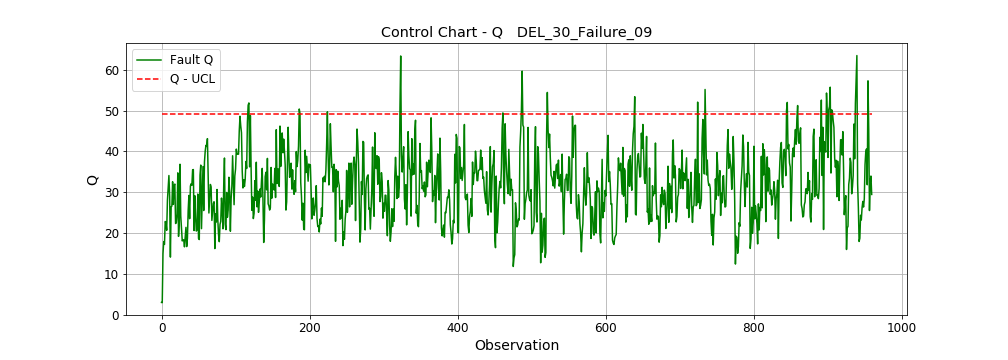 Control Chart - Q   DEL_30_Failure_09
Fault Q
Q - UCL
60
50
40
30
20
10
0
Q
0 200 400 600 800 1000
Observation